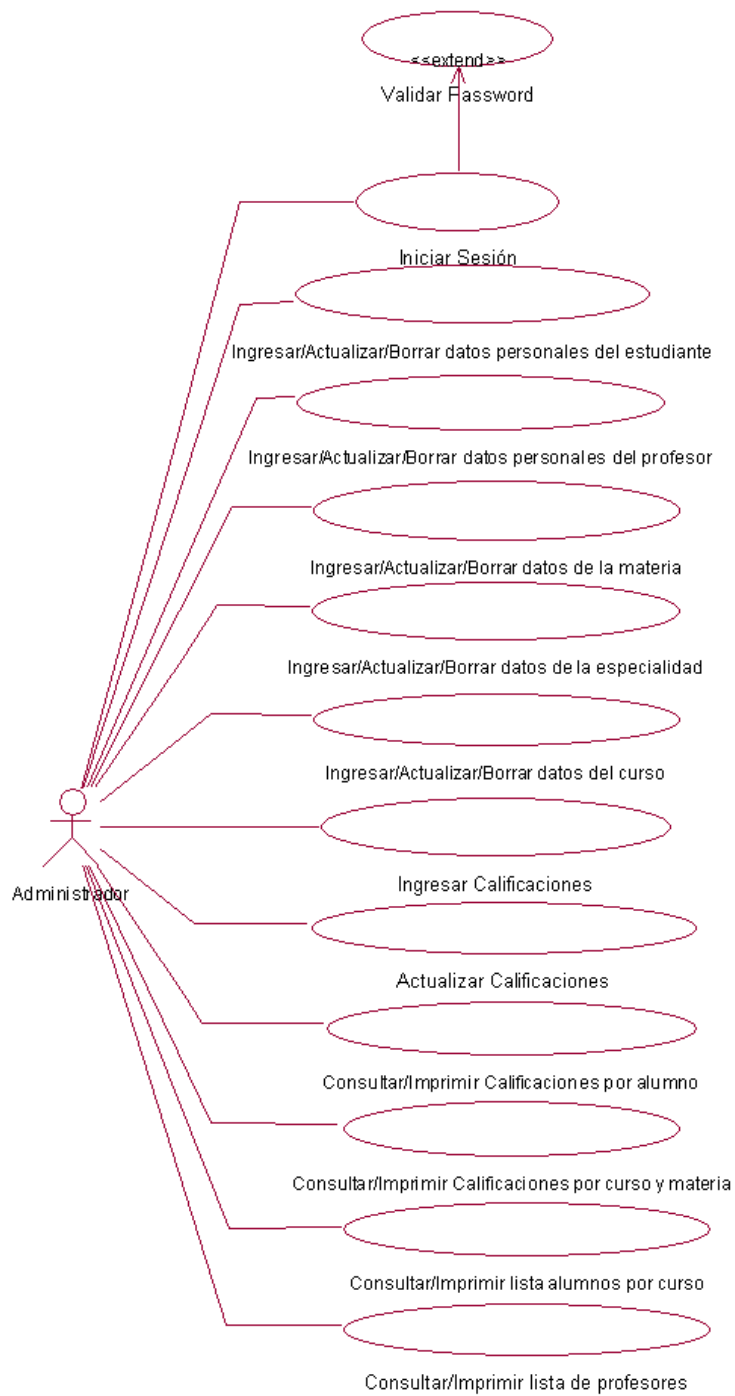 <<extend>>
Validar Password
Iniciar Sesión
Ingresar/Actualizar/Borrar datos personales del estudiante
Ingresar/Actualizar/Borrar datos personales del profesor
Ingresar/Actualizar/Borrar datos de la materia
Ingresar/Actualizar/Borrar datos de la especialidad
Ingresar/Actualizar/Borrar datos del curso
Ingresar Calificaciones
Administrador
Actualizar Calificaciones
Consultar/Imprimir Calificaciones por alumno
Consultar/Imprimir Calificaciones por curso y materia
Consultar/Imprimir lista alumnos por curso
Consultar/Imprimir lista de profesores